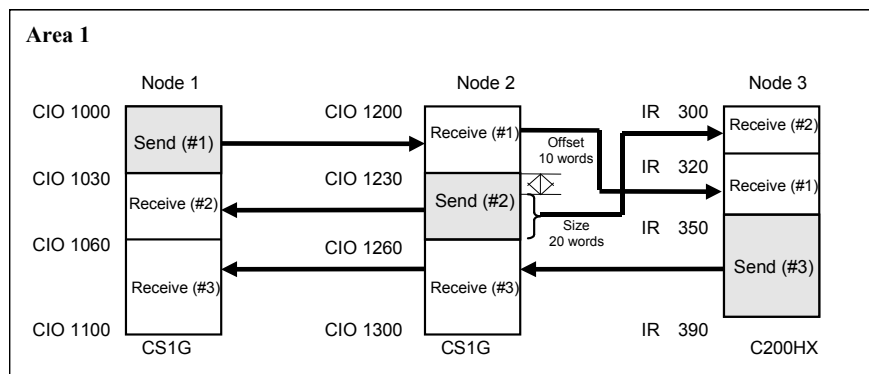 Area 1
Node 1
Node 2
Node 3
CIO 1000
CIO 1200
IR 300
Send (#1)
Receive (#1)
Receive (#2)
Offset
10 words
CIO 1030
CIO 1230
IR 320
Receive (#2)
Send (#2)
Receive (#1)
Size
20 words
CIO 1060
CIO 1260
IR 350
Receive (#3)
Receive (#3)
Send (#3)
CIO 1100
CIO 1300
IR 390
CS1G
CS1G
C200HX